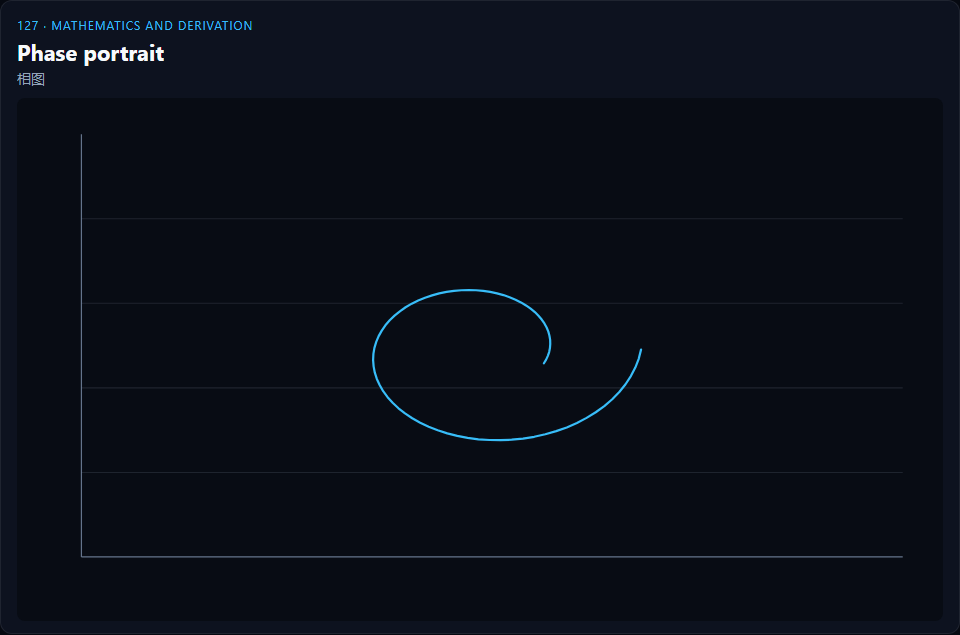 127 · MATHEMATICS AND DERIVATION
Phase portrait
相图